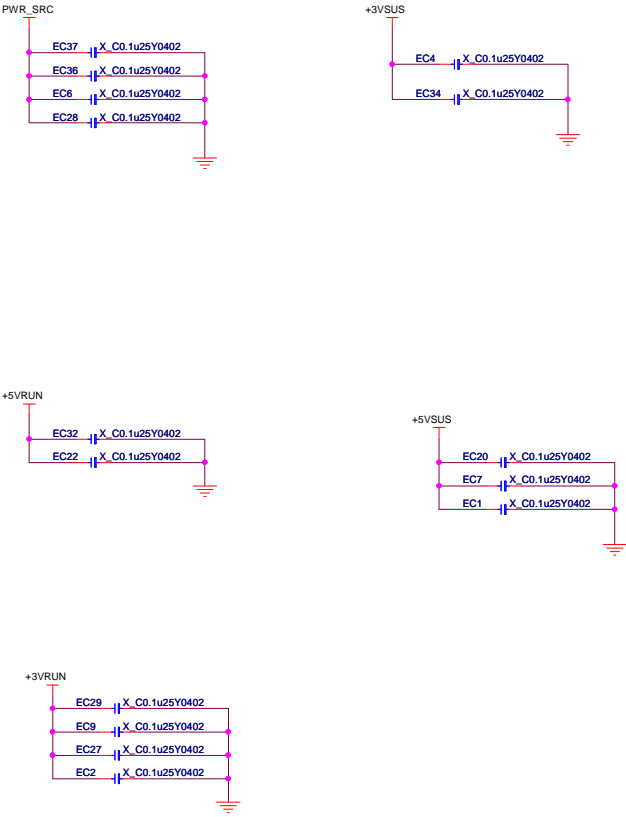 PWR_SRC
EC37 X_C0.1u25Y0402
EC36 X_C0.1u25Y0402
EC6 X_C0.1u25Y0402
EC28 X_C0.1u25Y0402
+3VSUS
EC4 X_C0.1u25Y0402
EC34 X_C0.1u25Y0402
+5VRUN
EC32 X_C0.1u25Y0402
EC22 X_C0.1u25Y0402
+5VSUS
EC20 X_C0.1u25Y0402
EC7 X_C0.1u25Y0402
EC1 X_C0.1u25Y0402
+3VRUN
EC29 X_C0.1u25Y0402
EC9 X_C0.1u25Y0402
EC27 X_C0.1u25Y0402
EC2 X_C0.1u25Y0402